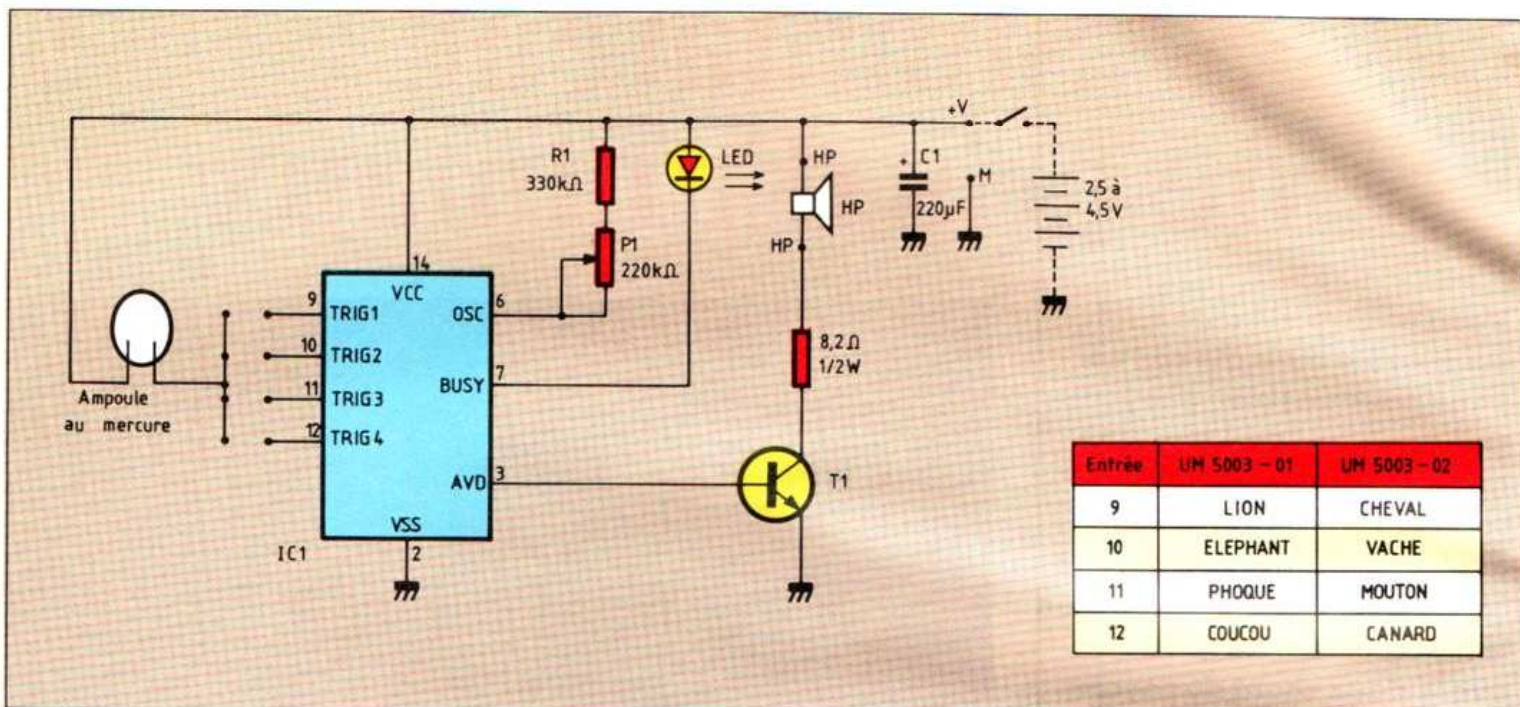 +V
R1
330kΩ
LED
HP
+ C1
220µF
M
HP
2,5 à
4,5V
HP
P1
220kΩ
14
VCC
9
TRIG1
OSC
6
10
TRIG2
8,2Ω
1/2W
BUSY
7
11
TRIG3
Ampoule
au mercure
12
TRIG4
AVD
3
T1
VSS
IC1
2
Entrée UM 5003 - 01 UM 5003 - 02
9 LION CHEVAL
10 ELEPHANT VACHE
11 PHOQUE MOUTON
12 COUCOU CANARD